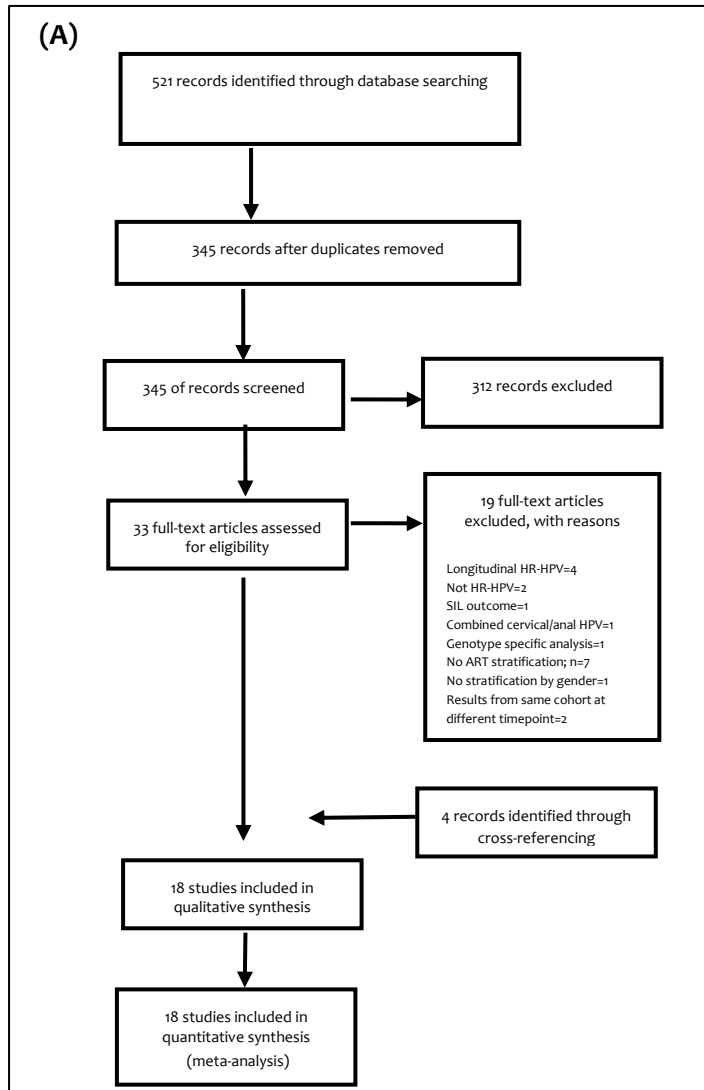 (A)
521 records identified through database searching
345 records after duplicates removed
345 of records screened
312 records excluded
33 full-text articles assessed
for eligibility
19 full-text articles
excluded, with reasons
Longitudinal HR-HPV=4
Not HR-HPV=2
SIL outcome=1
Combined cervical/anal HPV=1
Genotype specific analysis=1
No ART stratification; n=7
No stratification by gender=1
Results from same cohort at
different timepoint=2
4 records identified through
cross-referencing
18 studies included in
qualitative synthesis
18 studies included in
quantitative synthesis
(meta-analysis)